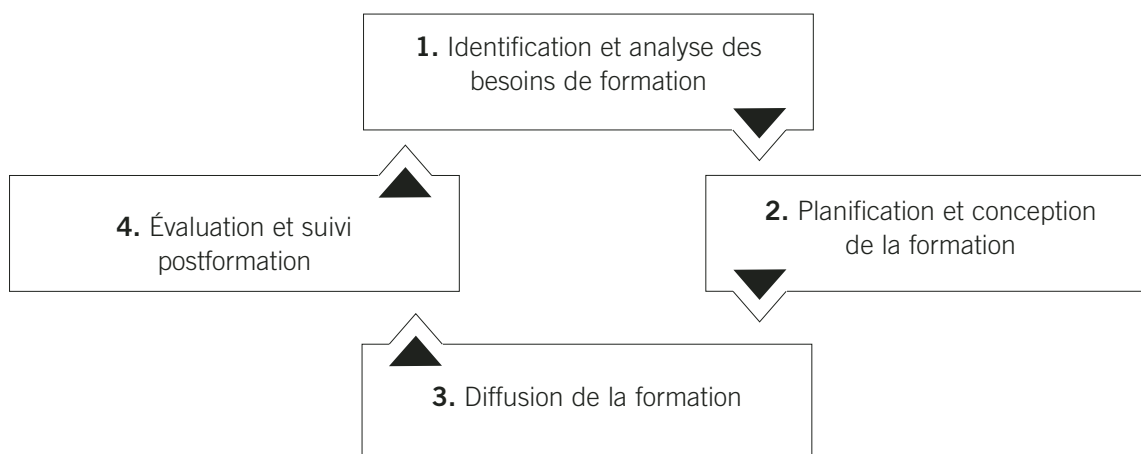 1. Identification et analyse des
besoins de formation
2. Planification et conception
de la formation
3. Diffusion de la formation
4. Évaluation et suivi
postformation